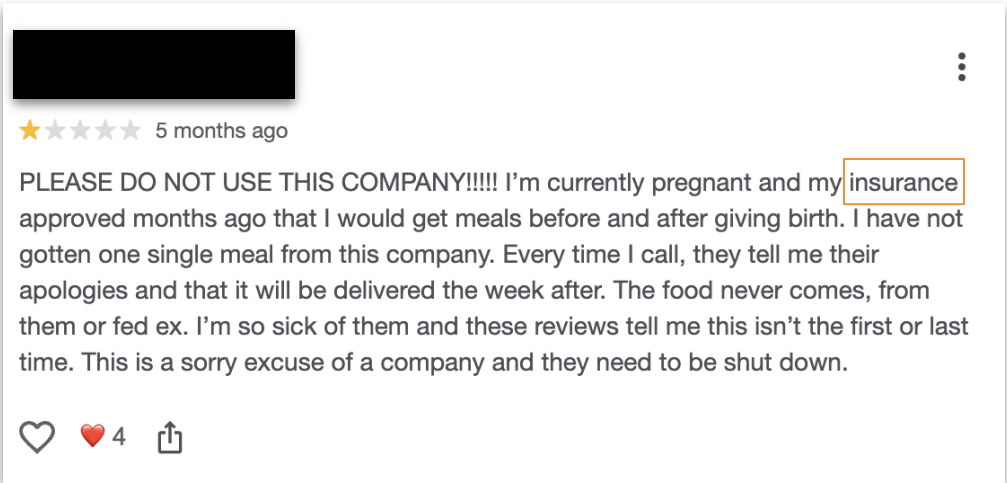 5 months ago
PLEASE DO NOT USE THIS COMPANY!!!!! I'm currently pregnant and my insurance
approved months ago that I would get meals before and after giving birth. I have not
gotten one single meal from this company. Every time I call, they tell me their
apologies and that it will be delivered the week after. The food never comes, from
them or fed ex. I'm so sick of them and these reviews tell me this isn't the first or last
time. This is a sorry excuse of a company and they need to be shut down.
4